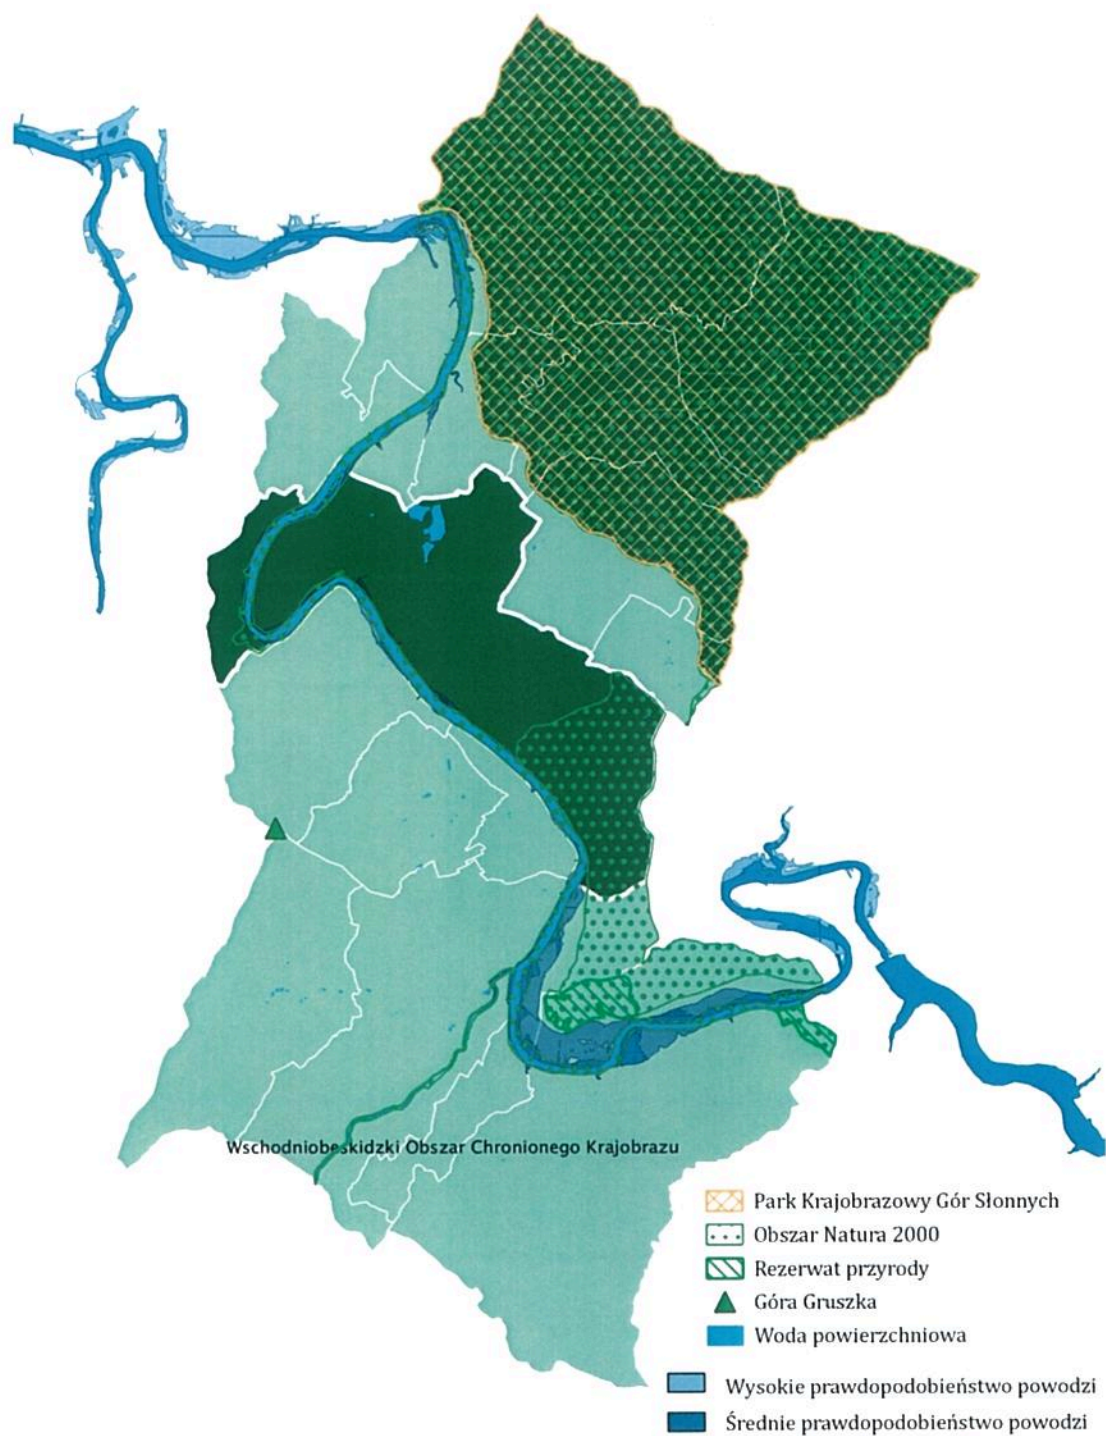 Wschodniobeskidzki Obszar Chronionego Krajobrazu
Park Krajobrazowy Gór Słonnych
Obszar Natura 2000
Rezerwat przyrody
Góra Gruszka
Woda powierzchniowa
Wysokie prawdopodobieństwo powodzi
Średnie prawdopodobieństwo powodzi